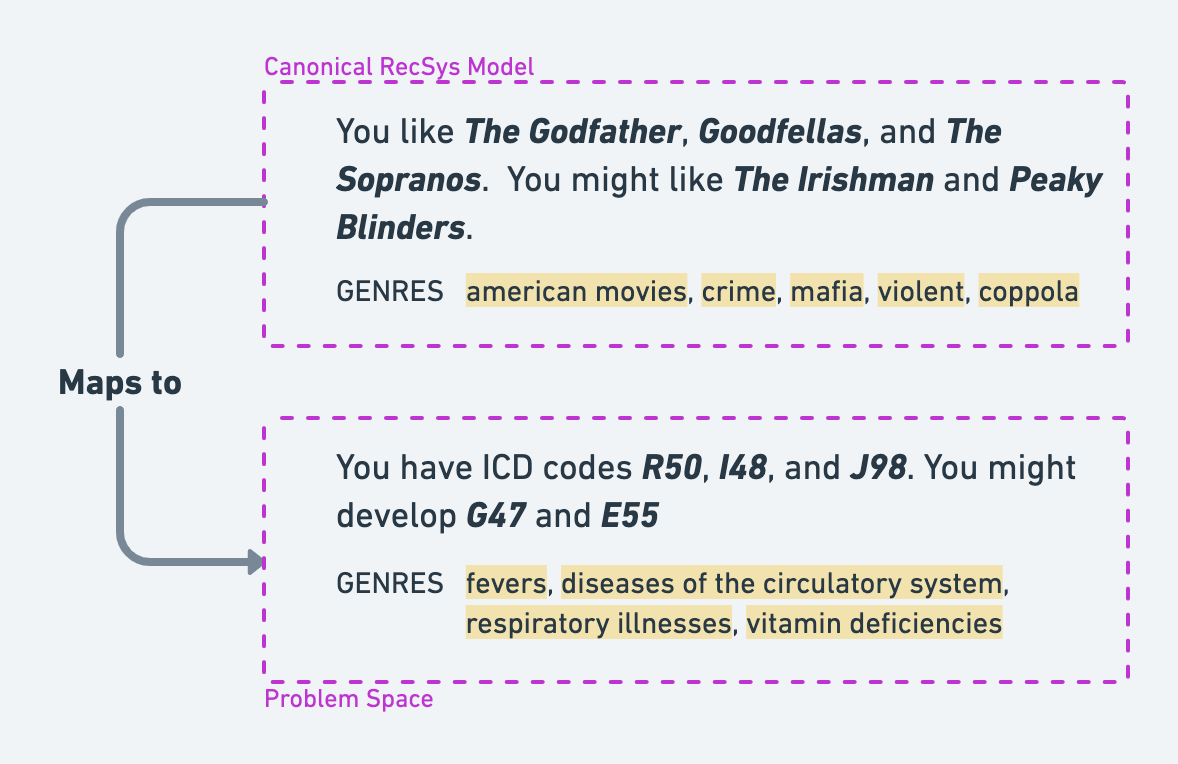 Canonical RecSys Model
You like The Godfather, Goodfellas, and The
Sopranos.  You might like The Irishman and Peaky
Blinders.
GENRES american movies, crime, mafia, violent, coppola
Maps to
You have ICD codes R50, I48, and J98. You might
develop G47 and E55
GENRES fevers, diseases of the circulatory system,
respiratory illnesses, vitamin deficiencies
Problem Space